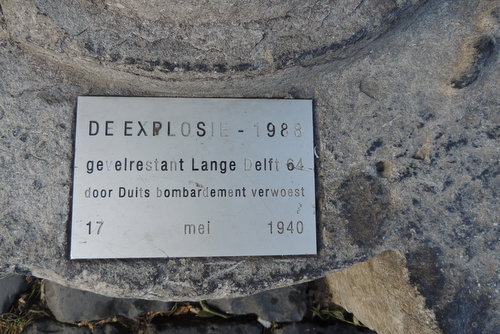 DE EXPLOSIE - 1988
gevelrestant Lange Delft 64
door Duits bombardement verwoest
17 mei 1940